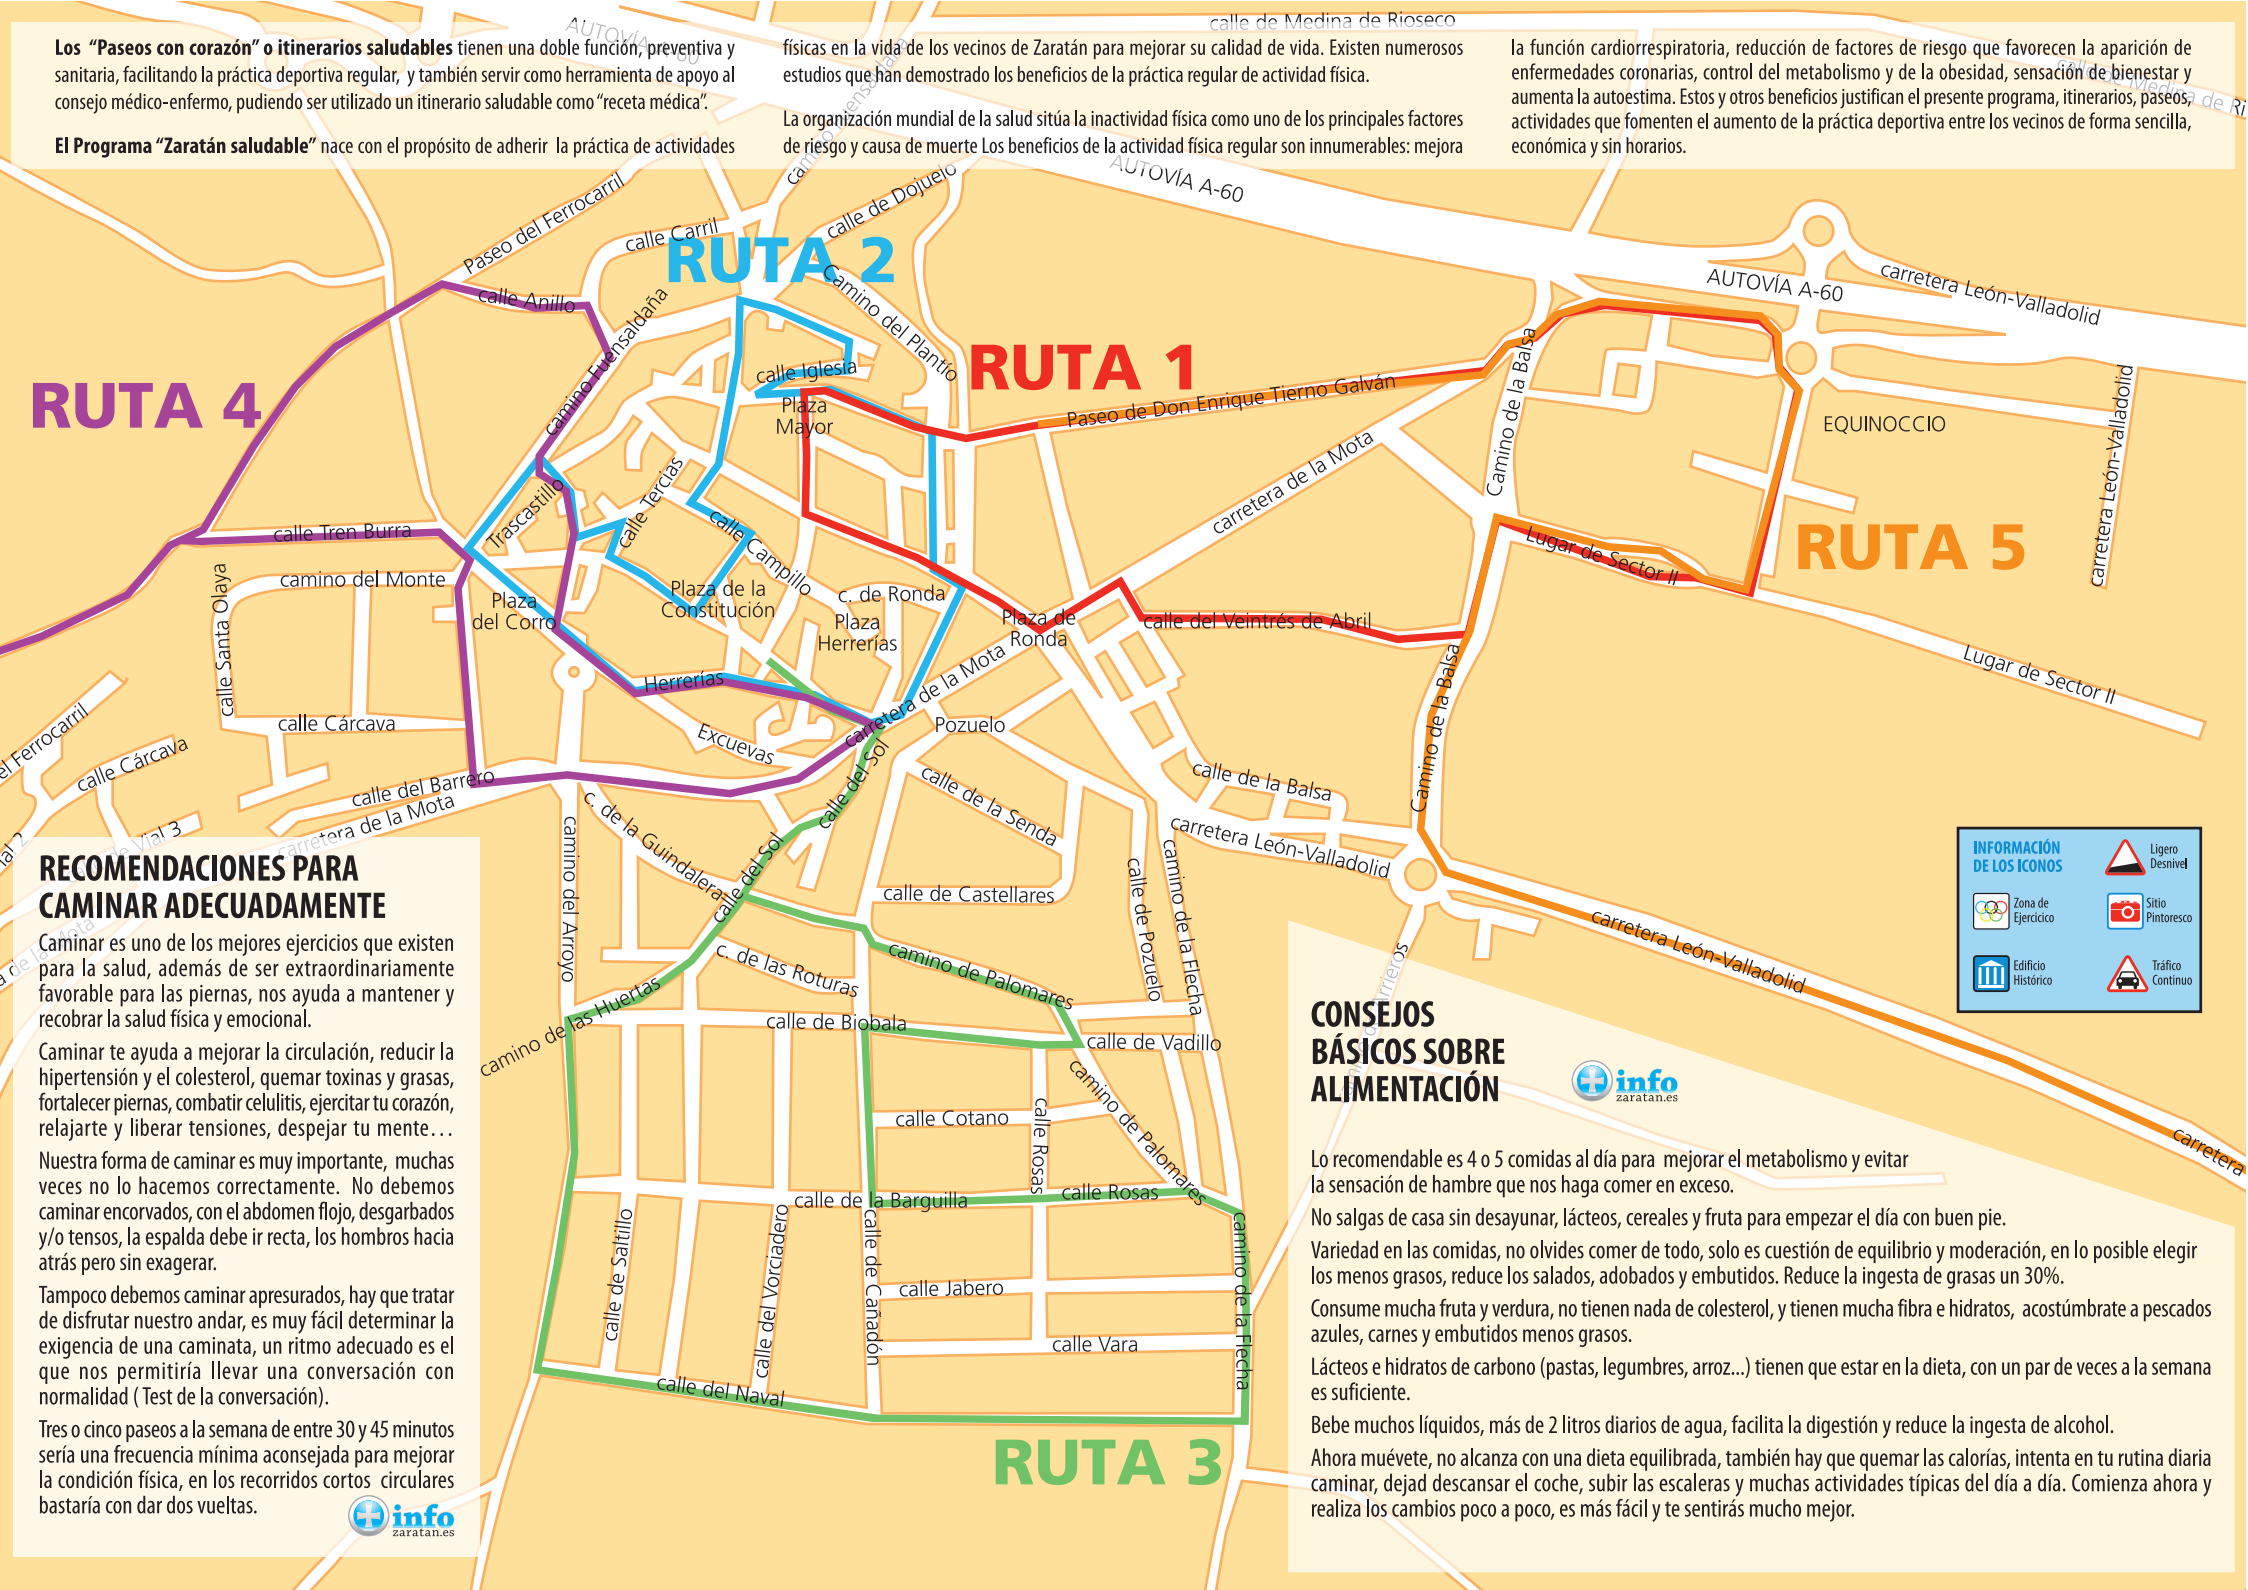 calle de Medina de Rioseco
AUTOVÍA A-60
Los “Paseos con corazón” o itinerarios saludables tienen una doble función, preventiva y
sanitaria, facilitando la práctica deportiva regular, y también servir como herramienta de apoyo al
consejo médico-enfermo, pudiendo ser utilizado un itinerario saludable como “receta médica”.
El Programa “Zaratán saludable” nace con el propósito de adherir la práctica de actividades
físicas en la vida de los vecinos de Zaratán para mejorar su calidad de vida. Existen numerosos
estudios que han demostrado los beneficios de la práctica regular de actividad física.
La organización mundial de la salud sitúa la inactividad física como uno de los principales factores
de riesgo y causa de muerte Los beneficios de la actividad física regular son innumerables: mejora
la función cardiorrespiratoria, reducción de factores de riesgo que favorecen la aparición de
enfermedades coronarias, control del metabolismo y de la obesidad, sensación de bienestar y
aumenta la autoestima. Estos y otros beneficios justifican el presente programa, itinerarios, paseos,
actividades que fomenten el aumento de la práctica deportiva entre los vecinos de forma sencilla,
económica y sin horarios.
calle de Medina de Ri
camino Fuensaldaña
AUTOVÍA A-60
Paseo del Ferrocarril
calle Carril
calle de Dojuelo
RUTA 2
Camino del Plantío
AUTOVÍA A-60
carretera León-Valladolid
calle Anillo
camino Fuensaldaña
RUTA 4
calle Iglesia
Plaza
Mayor
RUTA 1
Paseo de Don Enrique Tierno Galván
Camino de la Balsa
EQUINOCCIO
carretera León-Valladolid
carretera de la Mota
calle Tren Burra
Trascastillo
calle Tercias
calle Campillo
Lugar de Sector II
RUTA 5
camino del Monte
calle Santa Olaya
Plaza
del Corro
Plaza de la
Constitución
c. de Ronda
Plaza
Herrerías
Plaza de
Ronda
calle del Veintrés de Abril
Lugar de Sector II
Herrerías
carretera de la Mota
Camino de la Balsa
calle Cárcava
Excuevas
Pozuelo
el Ferrocarril
calle Cárcava
calle del Barrero
carretera de la Mota
calle del Sol
calle de la Senda
calle de la Balsa
carretera León-Valladolid
Vial 3
camino del Arroyo
c. de la Guindalera
calle del Sol
calle de Castellares
calle de Pozuelo
camino de la Flecha
carretera León-Valladolid
c. de las Roturas
camino de Palomares
camino de las Huertas
calle de Biobala
calle de Vadillo
camino de Palomares
calle Cotano
calle Rosas
calle de la Barguilla
calle Rosas
calle de Saltillo
calle del Vorciadero
calle de Cañadón
camino de la Flecha
calle Jabero
calle Vara
calle del Naval
RUTA 3
carretera
RECOMENDACIONES PARA
CAMINAR ADECUADAMENTE
Caminar es uno de los mejores ejercicios que existen
para la salud, además de ser extraordinariamente
favorable para las piernas, nos ayuda a mantener y
recobrar la salud física y emocional.
Caminar te ayuda a mejorar la circulación, reducir la
hipertensión y el colesterol, quemar toxinas y grasas,
fortalecer piernas, combatir celulitis, ejercitar tu corazón,
relajarte y liberar tensiones, despejar tu mente…
Nuestra forma de caminar es muy importante, muchas
veces no lo hacemos correctamente. No debemos
caminar encorvados, con el abdomen flojo, desgarbados
y/o tensos, la espalda debe ir recta, los hombros hacia
atrás pero sin exagerar.
Tampoco debemos caminar apresurados, hay que tratar
de disfrutar nuestro andar, es muy fácil determinar la
exigencia de una caminata, un ritmo adecuado es el
que nos permitiría llevar una conversación con
normalidad ( Test de la conversación).
Tres o cinco paseos a la semana de entre 30 y 45 minutos
sería una frecuencia mínima aconsejada para mejorar
la condición física, en los recorridos cortos circulares
bastaría con dar dos vueltas.
info
zaratan.es
INFORMACIÓN
DE LOS ICONOS
Ligero
Desnivel
Zona de
Ejercicico
Sitio
Pintoresco
Edificio
Histórico
Tráfico
Continuo
CONSEJOS
BÁSICOS SOBRE
ALIMENTACIÓN
info
zaratan.es
Lo recomendable es 4 o 5 comidas al día para mejorar el metabolismo y evitar
la sensación de hambre que nos haga comer en exceso.
No salgas de casa sin desayunar, lácteos, cereales y fruta para empezar el día con buen pie.
Variedad en las comidas, no olvides comer de todo, solo es cuestión de equilibrio y moderación, en lo posible elegir
los menos grasos, reduce los salados, adobados y embutidos. Reduce la ingesta de grasas un 30%.
Consume mucha fruta y verdura, no tienen nada de colesterol, y tienen mucha fibra e hidratos, acostúmbrate a pescados
azules, carnes y embutidos menos grasos.
Lácteos e hidratos de carbono (pastas, legumbres, arroz...) tienen que estar en la dieta, con un par de veces a la semana
es suficiente.
Bebe muchos líquidos, más de 2 litros diarios de agua, facilita la digestión y reduce la ingesta de alcohol.
Ahora muévete, no alcanza con una dieta equilibrada, también hay que quemar las calorías, intenta en tu rutina diaria
caminar, dejad descansar el coche, subir las escaleras y muchas actividades típicas del día a día. Comienza ahora y
realiza los cambios poco a poco, es más fácil y te sentirás mucho mejor.